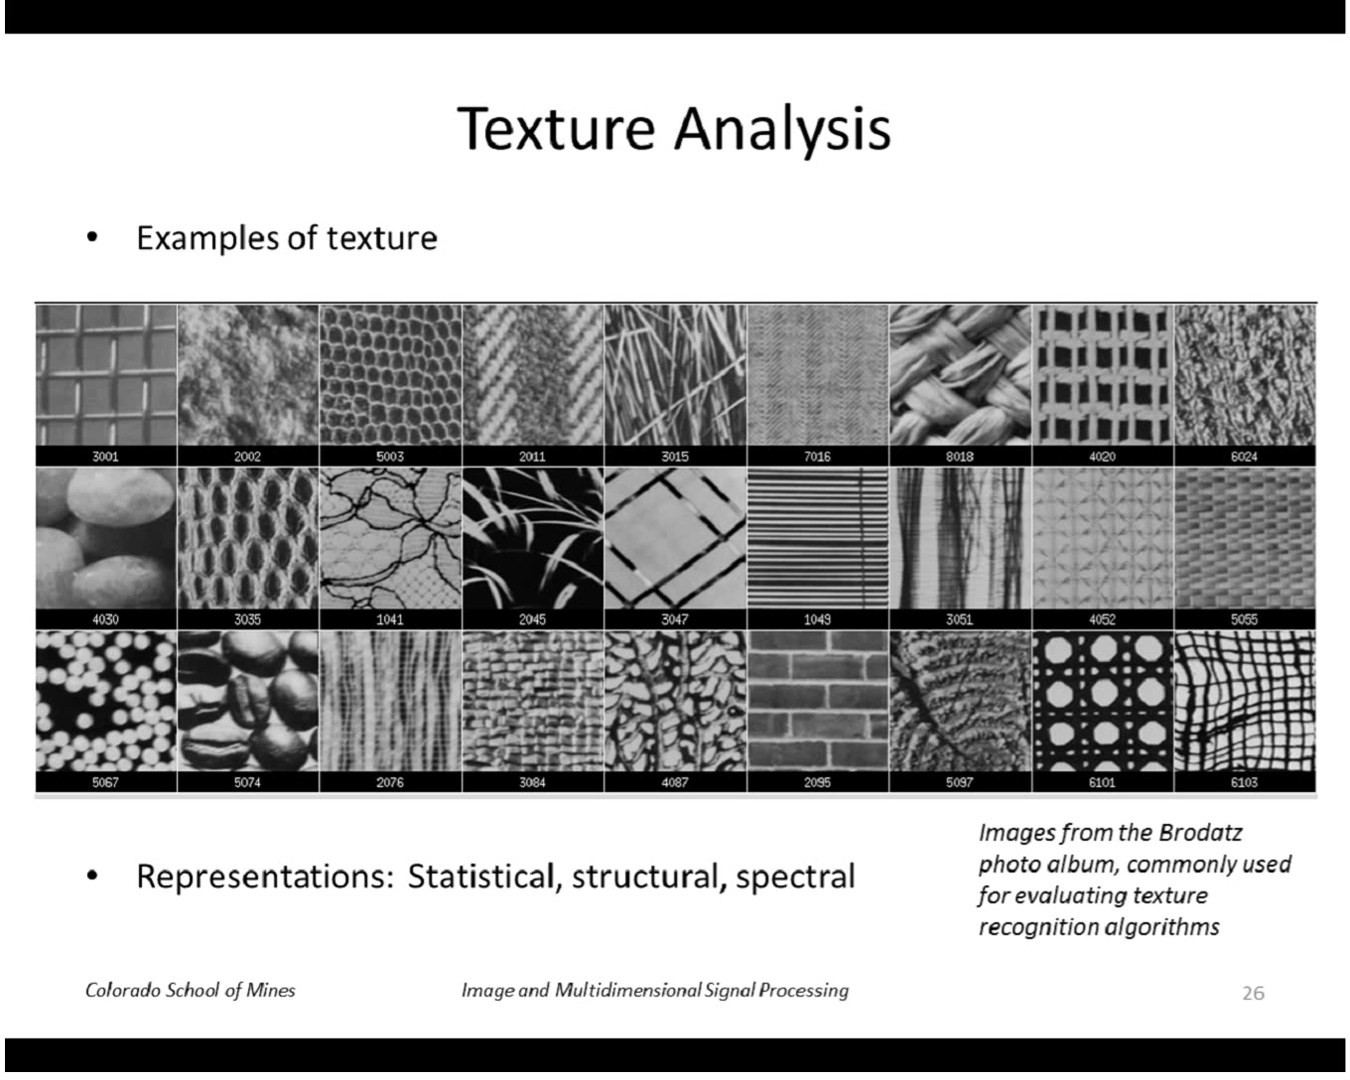 Texture Analysis
• Examples of texture
3001 2002 5003 2011 3015 7016 8018 4020 6024
4030 3035 1041 2045 3047 1049 3051 4052 5055
5067 5074 2076 3084 4087 2095 5097 6101 6103
• Representations: Statistical, structural, spectral
Images from the Brodatz
photo album, commonly used
for evaluating texture
recognition algorithms
Colorado School of Mines
Image and Multidimensional Signal Processing
26